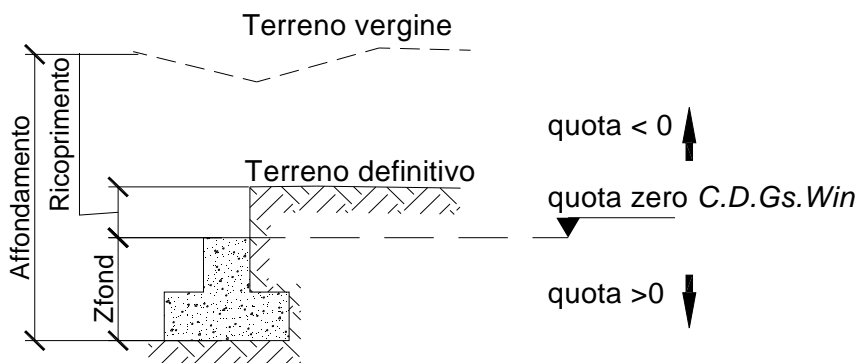 Terreno vergine
Affondamento
Ricoprimento
quota < 0
Terreno definitivo
quota zero C.D.Gs.Win
Zfond
quota >0